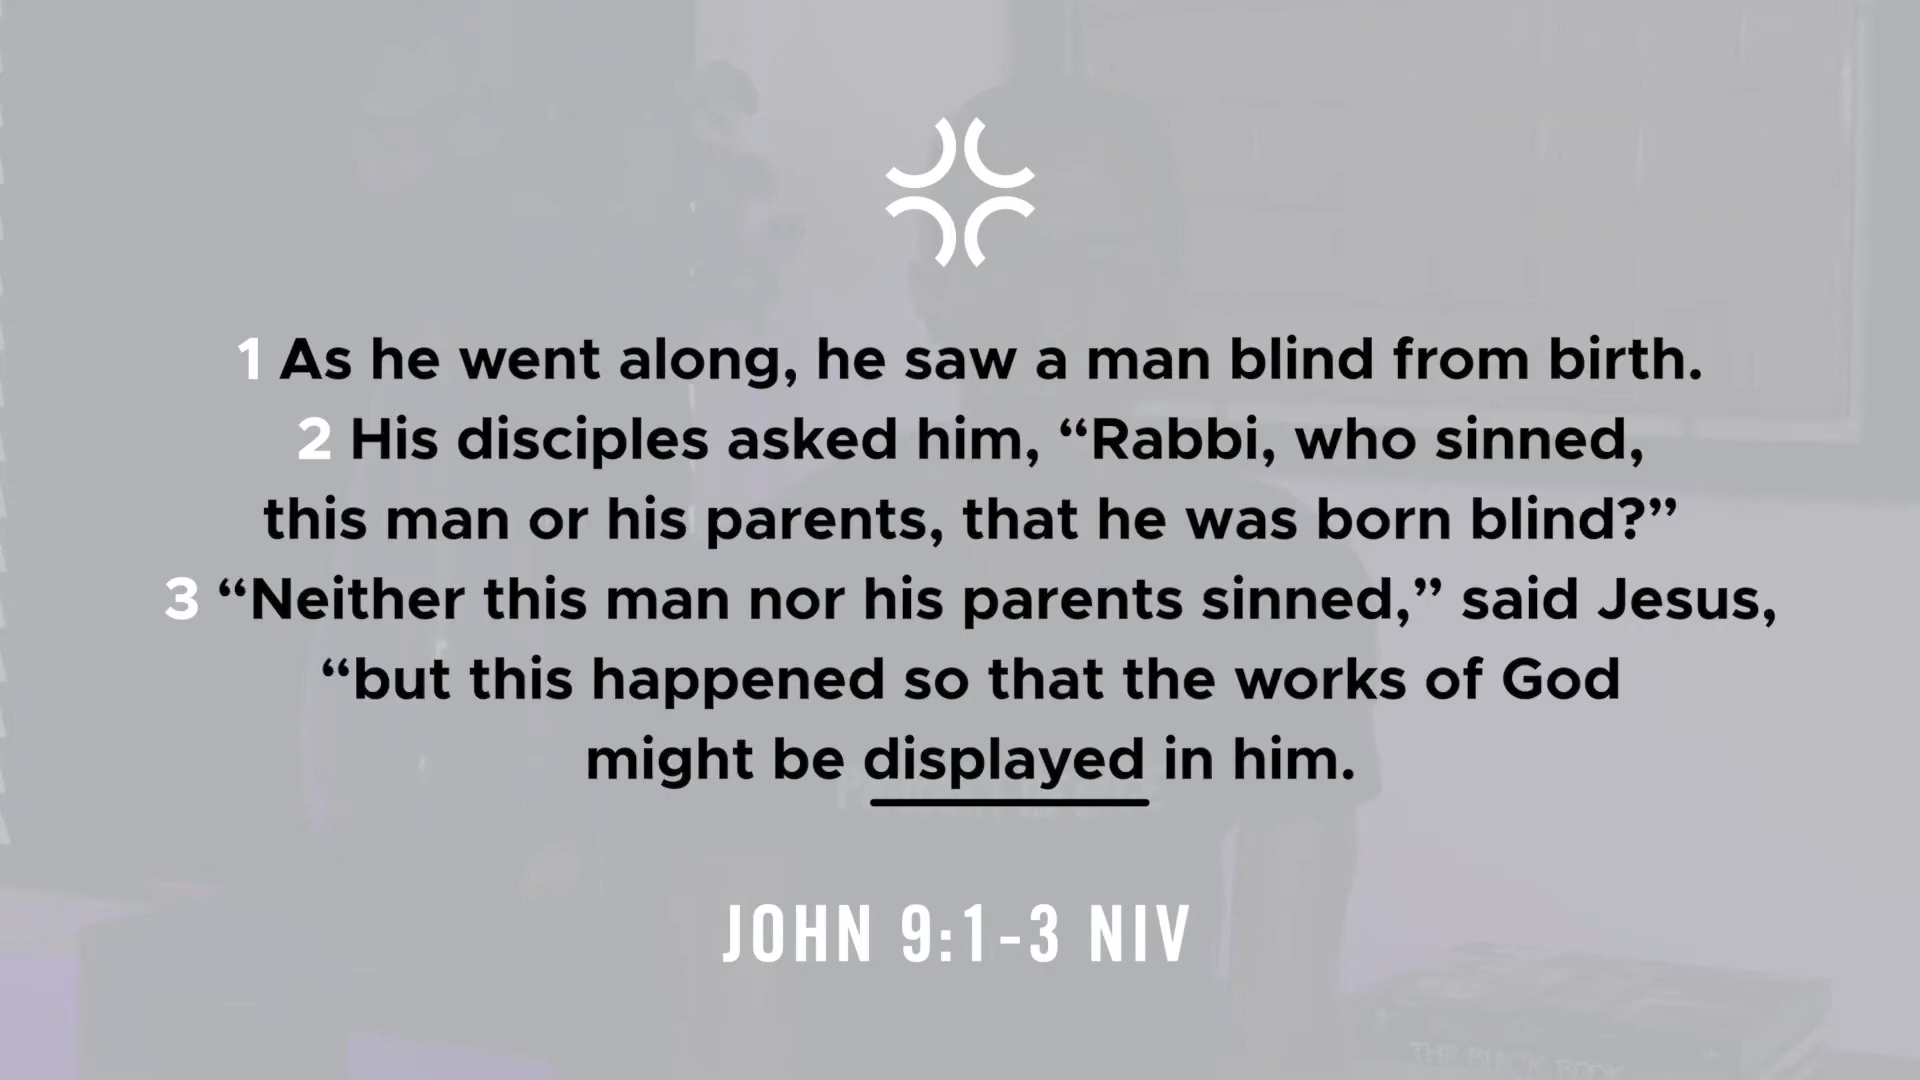 1 As he went along, he saw a man blind from birth.
2 His disciples asked him, “Rabbi, who sinned,
this man or his parents, that he was born blind?”
3 “Neither this man nor his parents sinned,” said Jesus,
“but this happened so that the works of God
might be displayed in him.
JOHN 9:1-3 NIV
THE BLACK BOOK